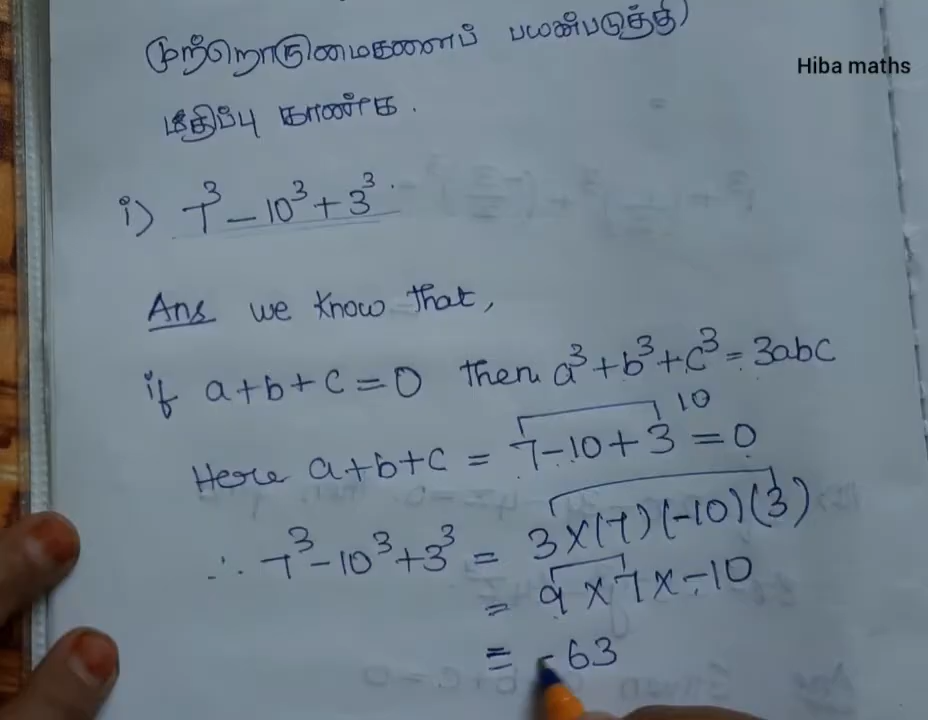 முற்றொருமைகளைப் பயன்படுத்தி
Hiba maths
மதிப்பு காண்க.
i) 7³ – 10³ + 3³.
Ans we know that,
if a+b+c=0 then a³+b³+c³=3abc
10
Here a+b+c = 7–10+3 = 0
∴ 7³–10³+3³ = 3×(7)(–10)(3)
= 9×7×–10
= –63